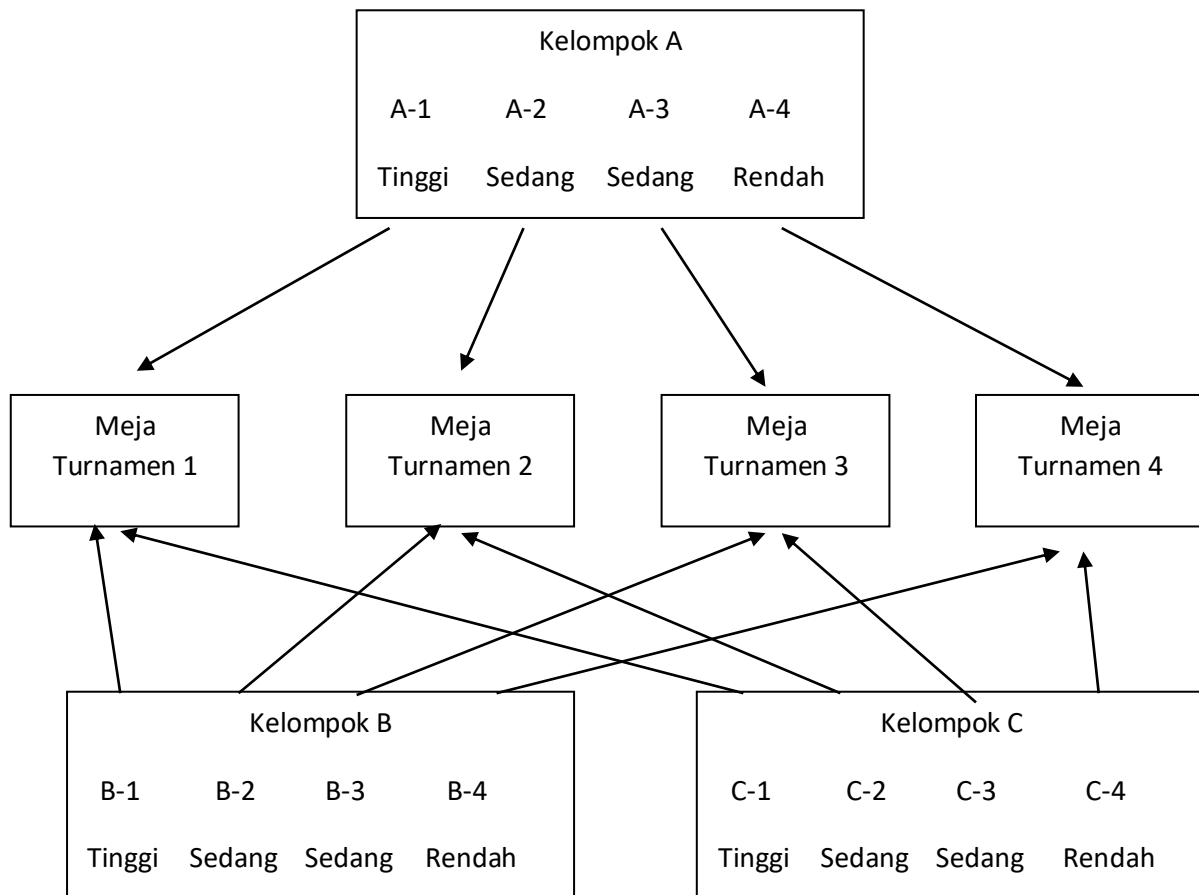 Kelompok A
A-1 A-2 A-3 A-4
Tinggi Sedang Sedang Rendah
Meja
Turnamen 1
Meja
Turnamen 2
Meja
Turnamen 3
Meja
Turnamen 4
Kelompok B
B-1 B-2 B-3 B-4
Tinggi Sedang Sedang Rendah
Kelompok C
C-1 C-2 C-3 C-4
Tinggi Sedang Sedang Rendah